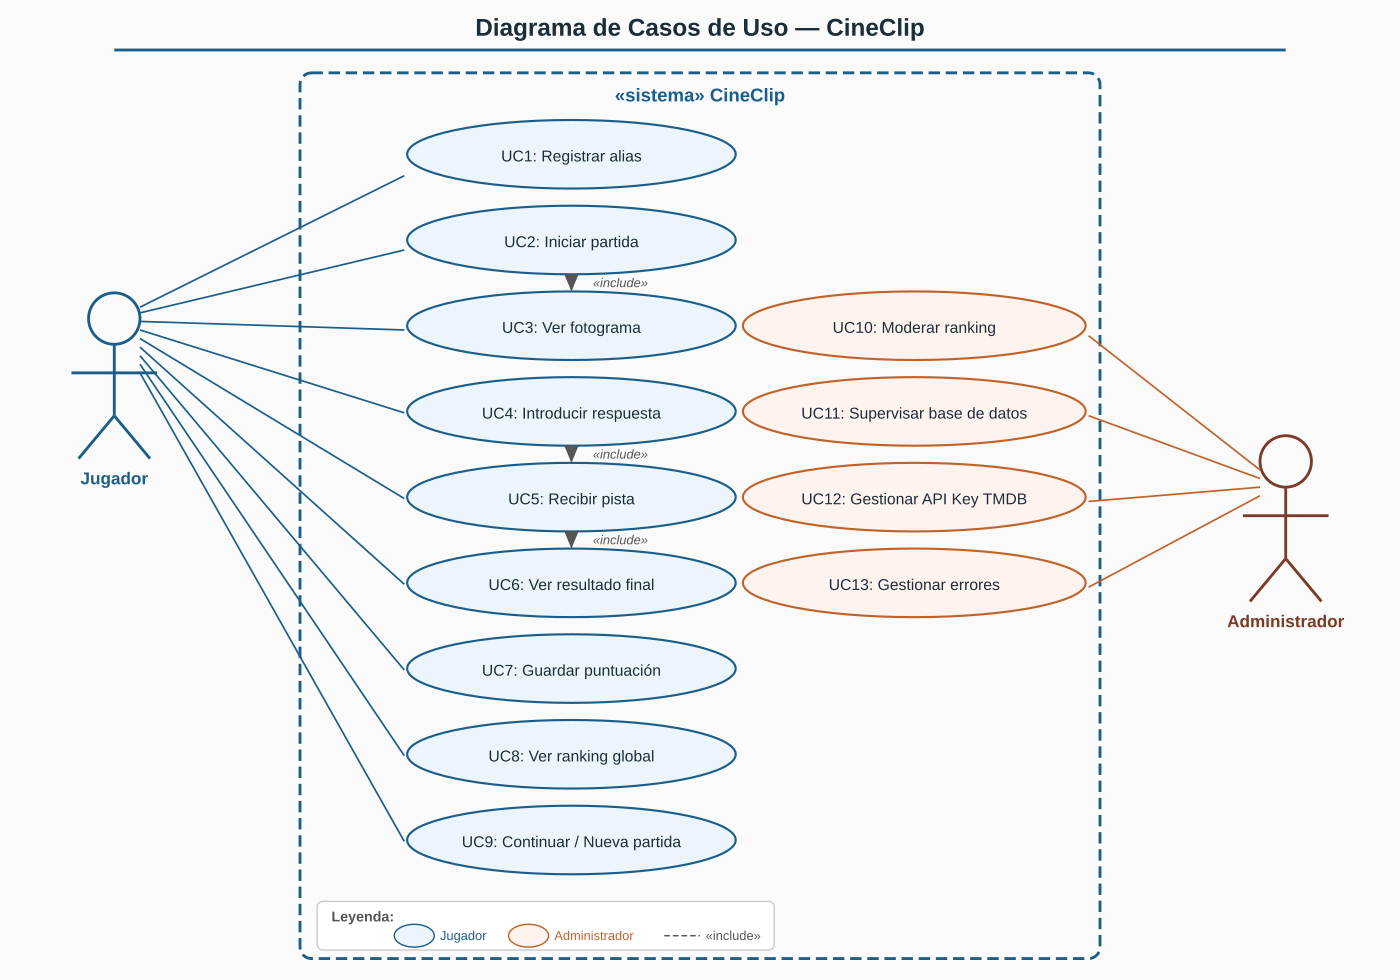 Diagrama de Casos de Uso — CineClip
«sistema» CineClip
UC1: Registrar alias
UC2: Iniciar partida
«include»
UC3: Ver fotograma
UC10: Moderar ranking
UC4: Introducir respuesta
UC11: Supervisar base de datos
«include»
UC5: Recibir pista
UC12: Gestionar API Key TMDB
Jugador
«include»
UC6: Ver resultado final
UC13: Gestionar errores
Administrador
UC7: Guardar puntuación
UC8: Ver ranking global
UC9: Continuar / Nueva partida
Leyenda:
Jugador
Administrador
«include»